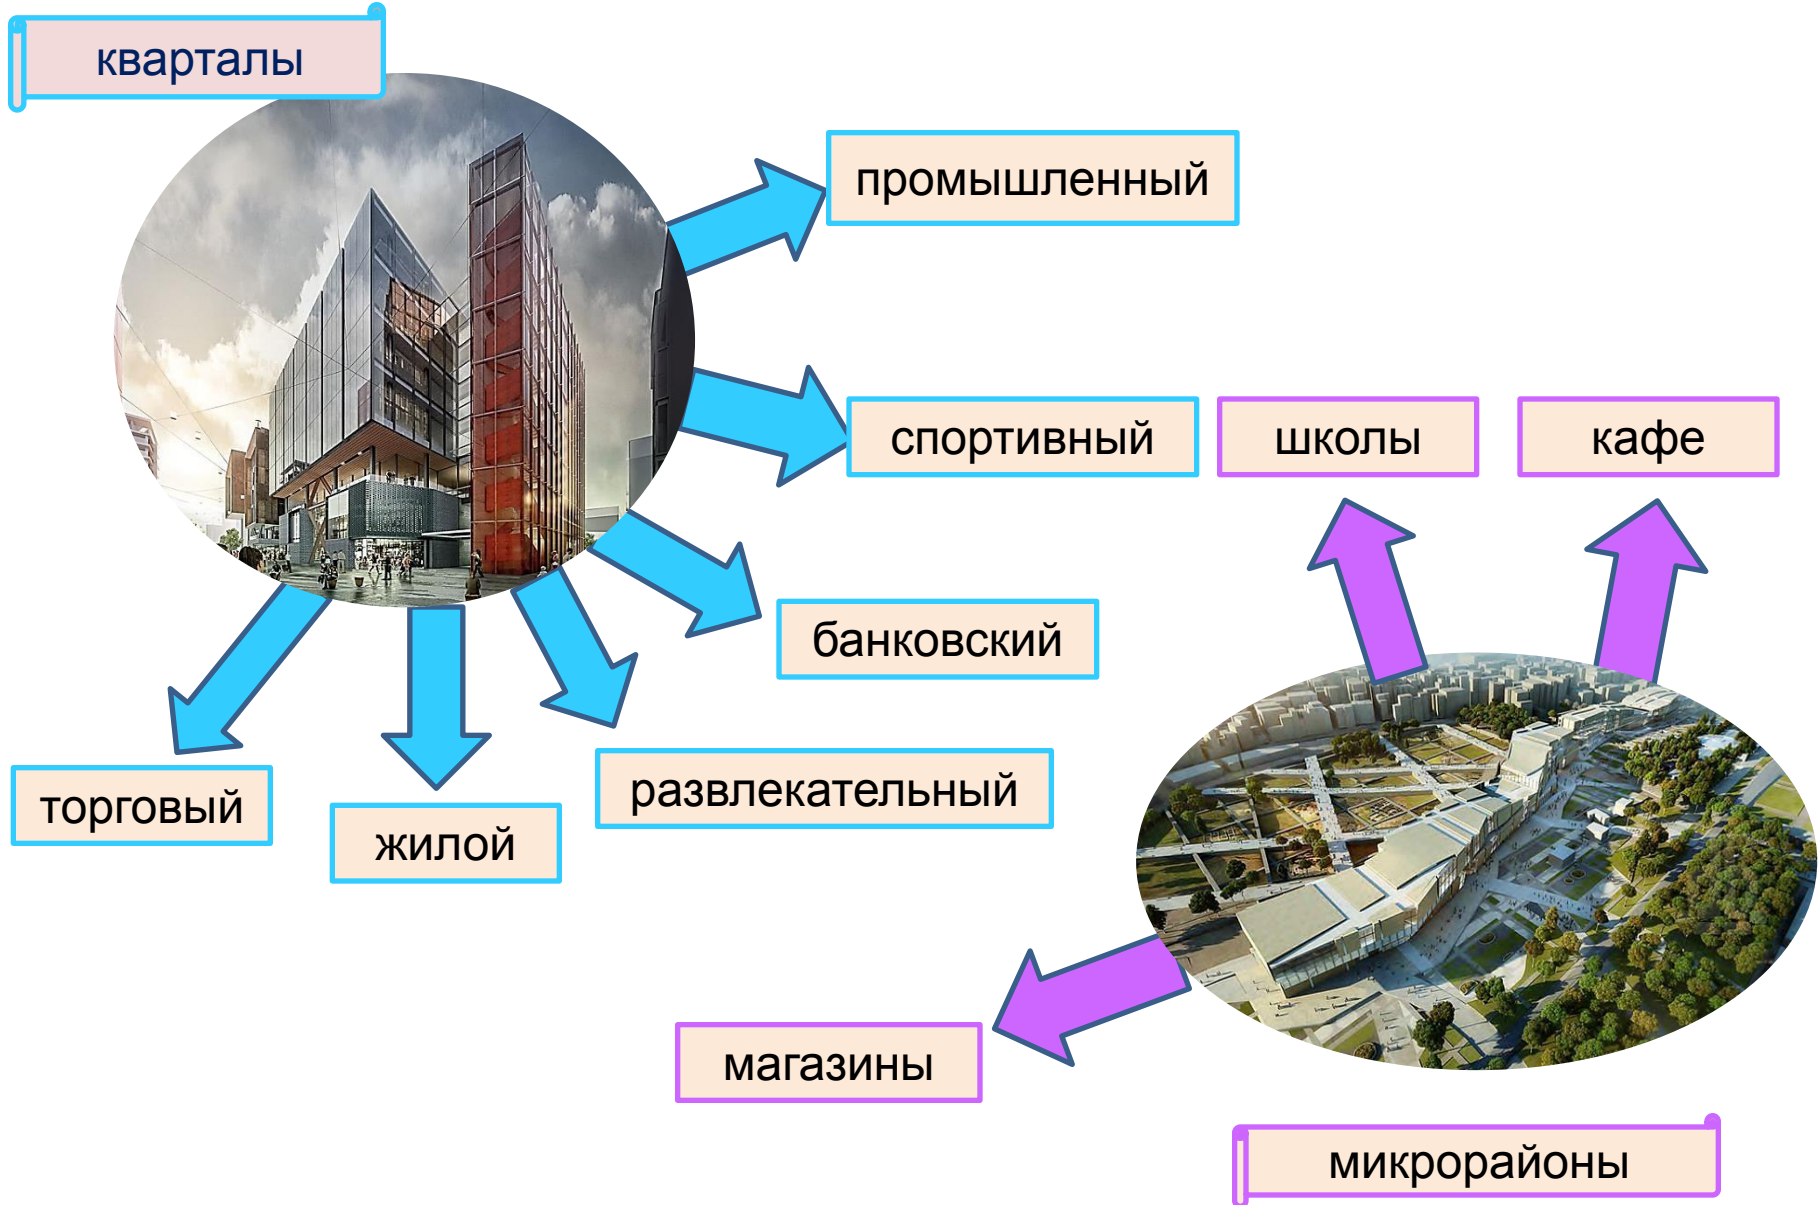 кварталы
промышленный
спортивный
школы
кафе
банковский
развлекательный
торговый
жилой
магазины
микрорайоны